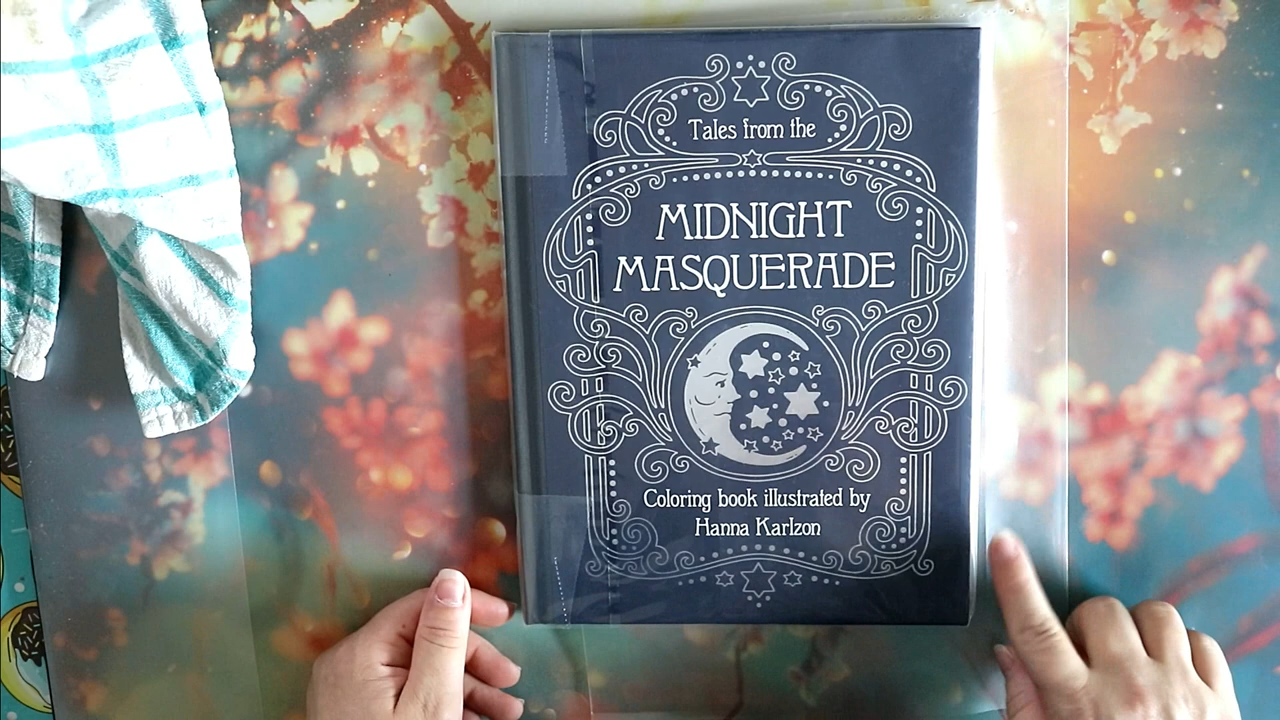 Tales from the
MIDNIGHT
MASQUERADE
Coloring book illustrated by
Hanna Karlzon